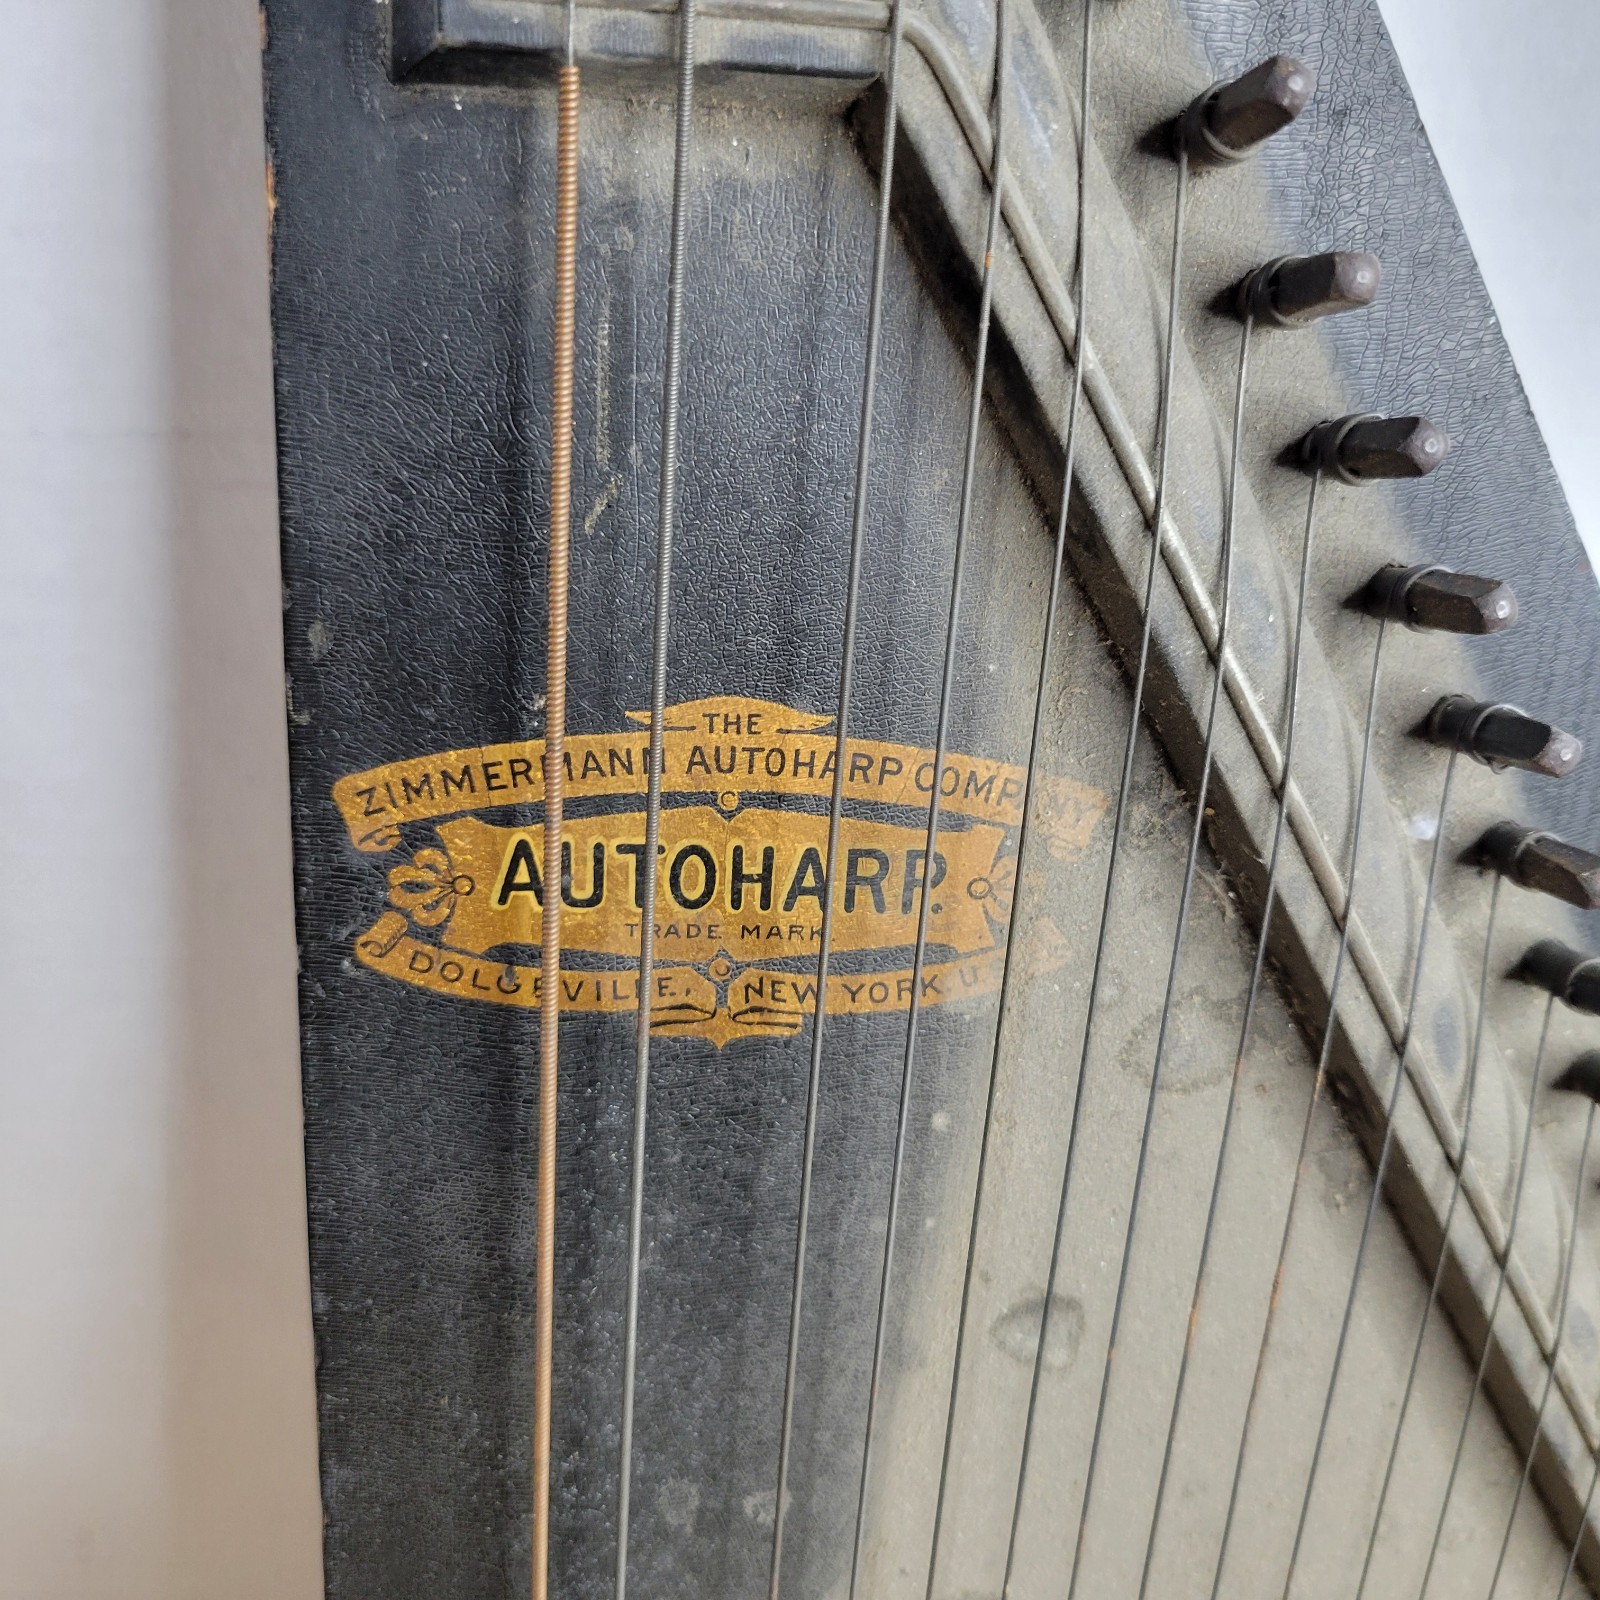 THE
ZIMMERMANN AUTOHARP COMPANY
AUTOHARP.
TRADE MARK.
DOLGEVILLE, NEW YORK U